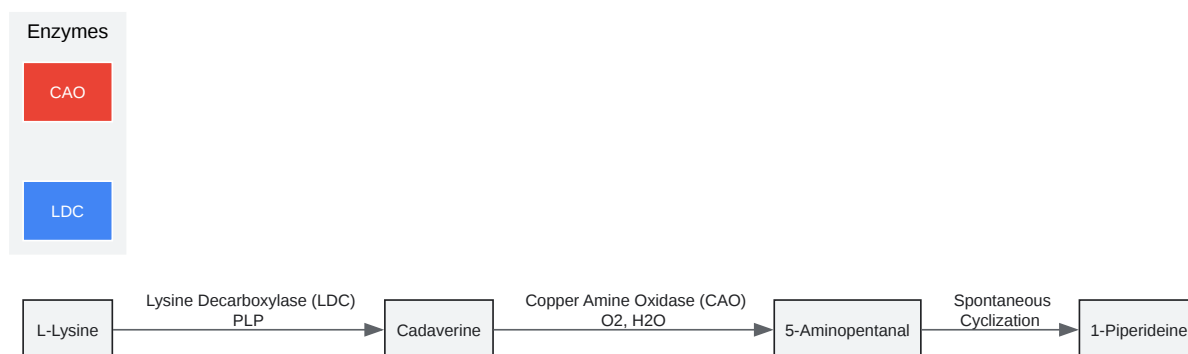 Enzymes
CAO
LDC
L-Lysine
Lysine Decarboxylase (LDC)
PLP
Cadaverine
Copper Amine Oxidase (CAO)
O2, H2O
5-Aminopentanal
Spontaneous
Cyclization
1-Piperideine